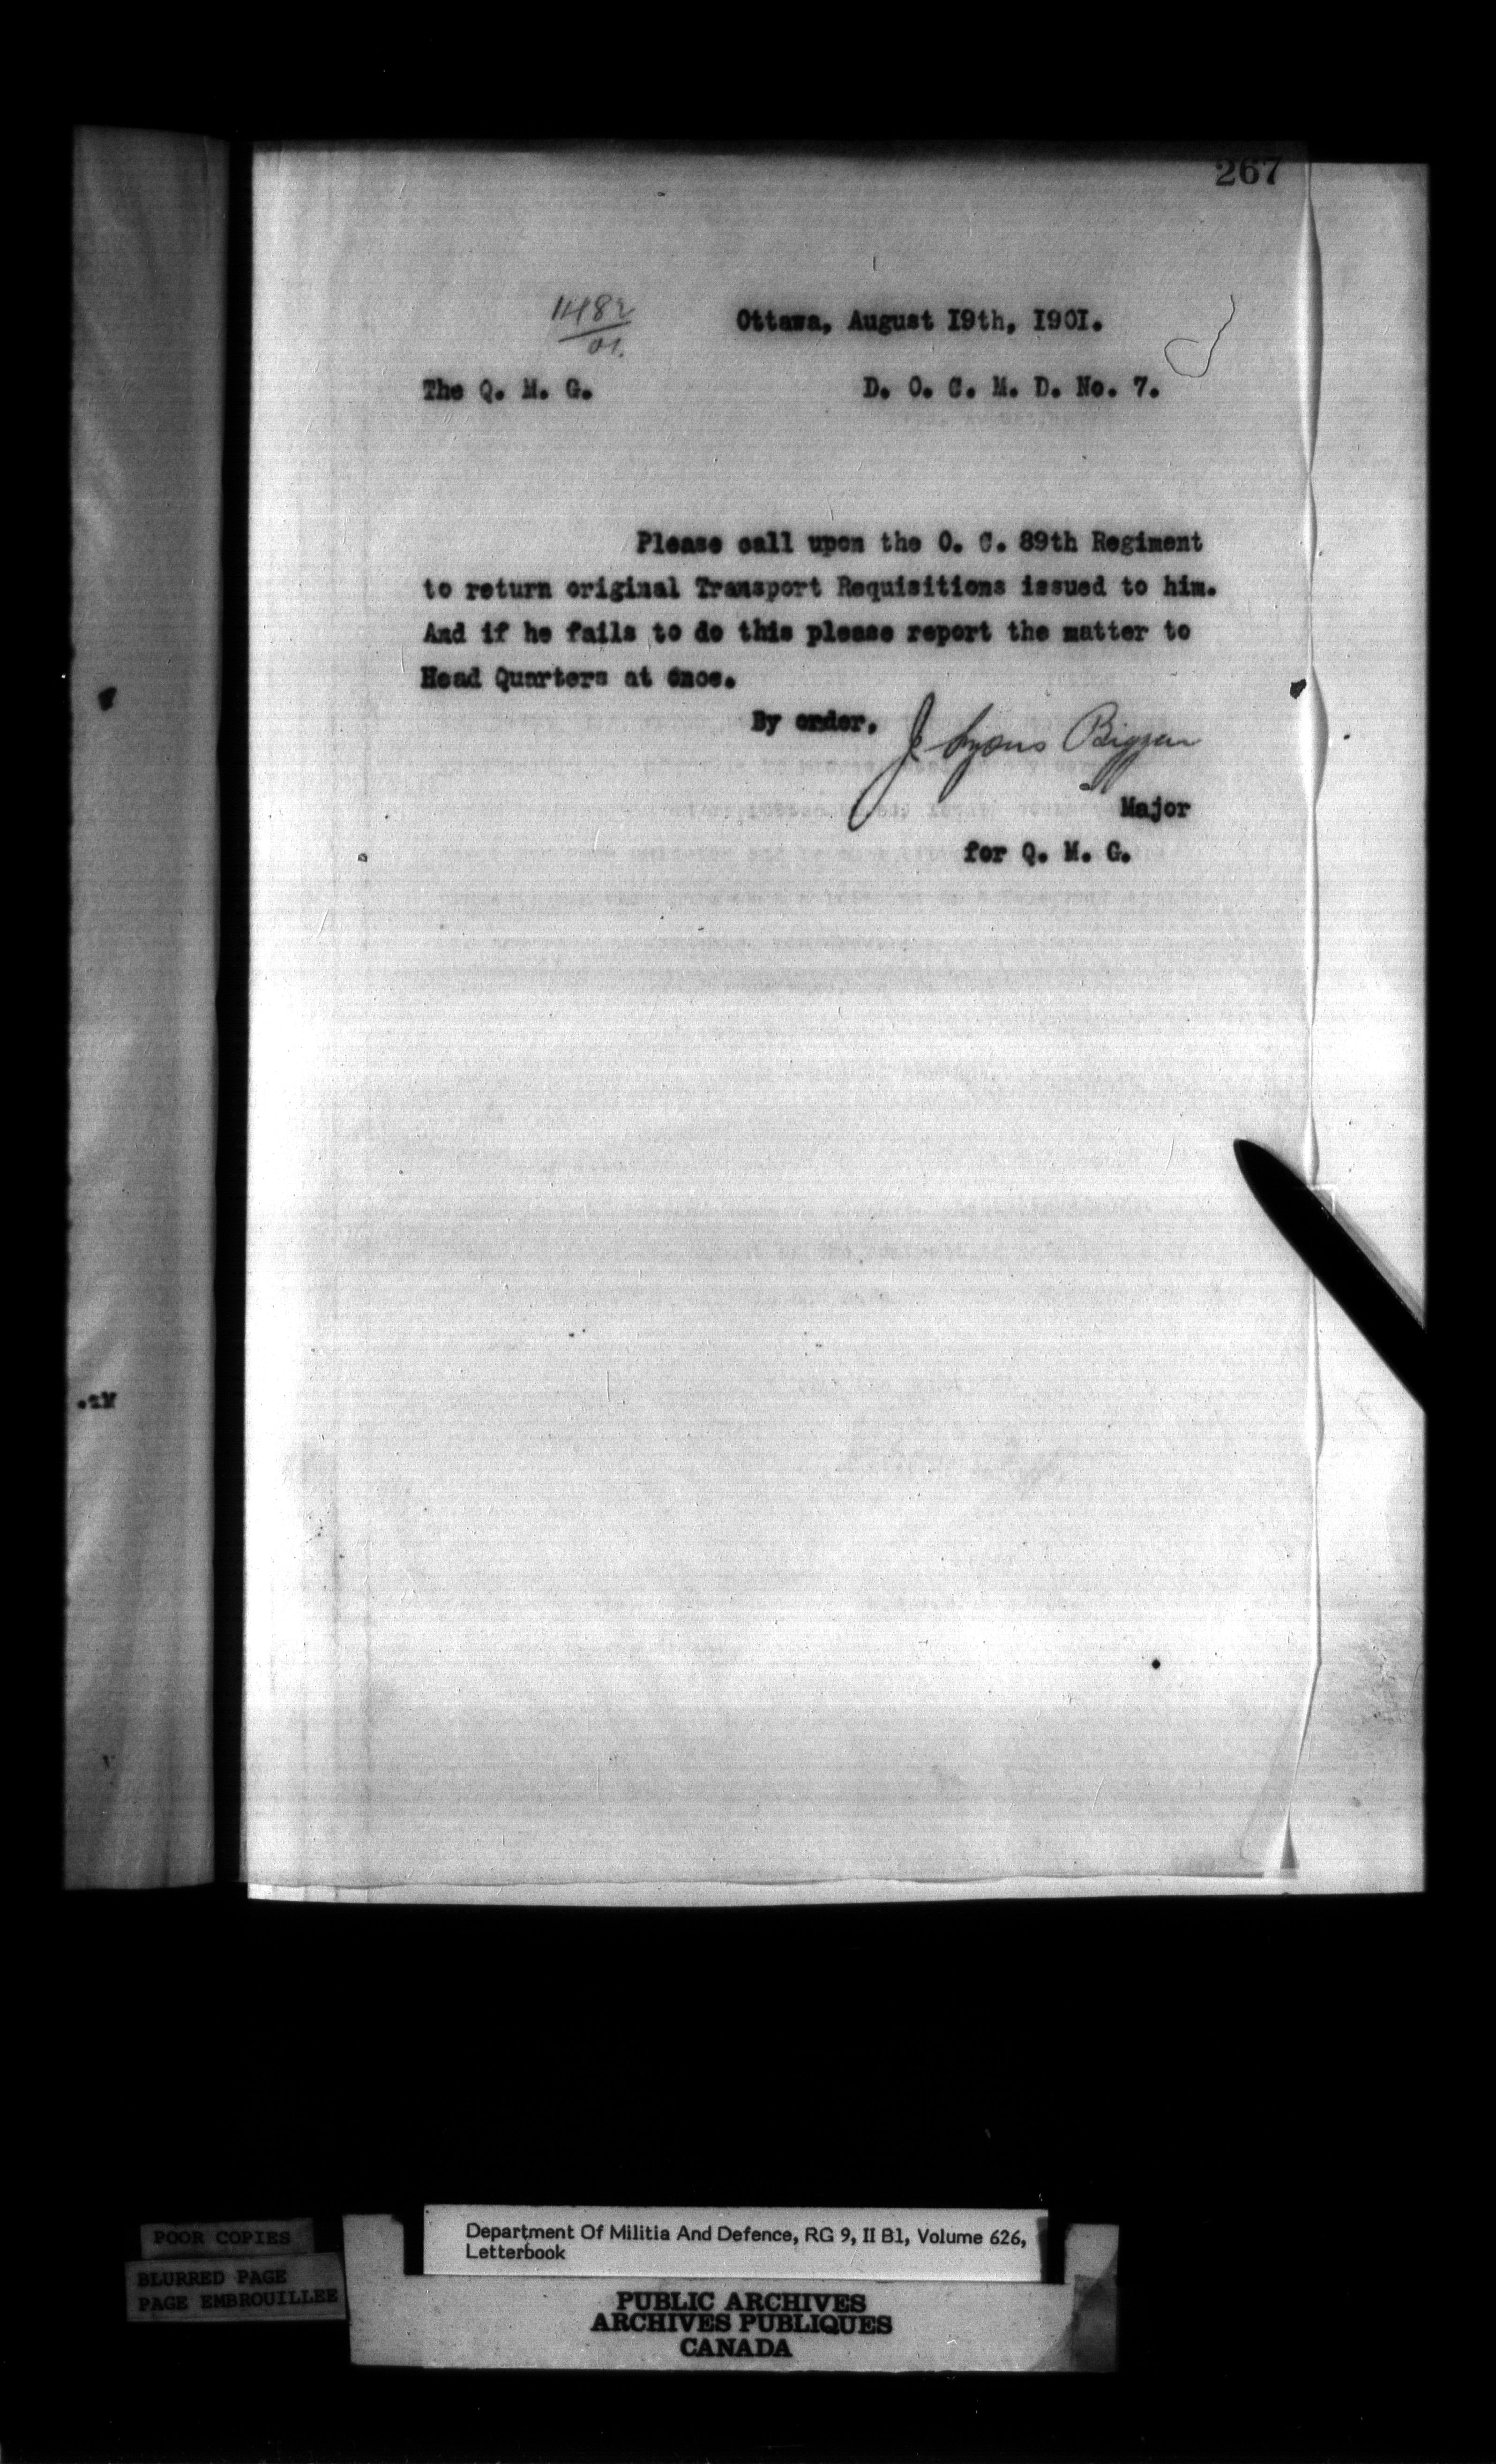 267
1482
01.
Ottawa, August 19th, 1901.
The Q. M. G.
D. O. C. M. D. No. 7.
Please call upon the O. C. 89th Regiment
to return original Transport Requisitions issued to him.
And if he fails to do this please report the matter to
Head Quarters at once.
By order,
J Lyons Biggar
Major
for Q. M. G.
Mr.
POOR COPIES
BLURRED PAGE
PAGE EMBROUILLEE
Department Of Militia And Defence, RG 9, II B1, Volume 626,
Letterbook
PUBLIC ARCHIVES
ARCHIVES PUBLIQUES
CANADA